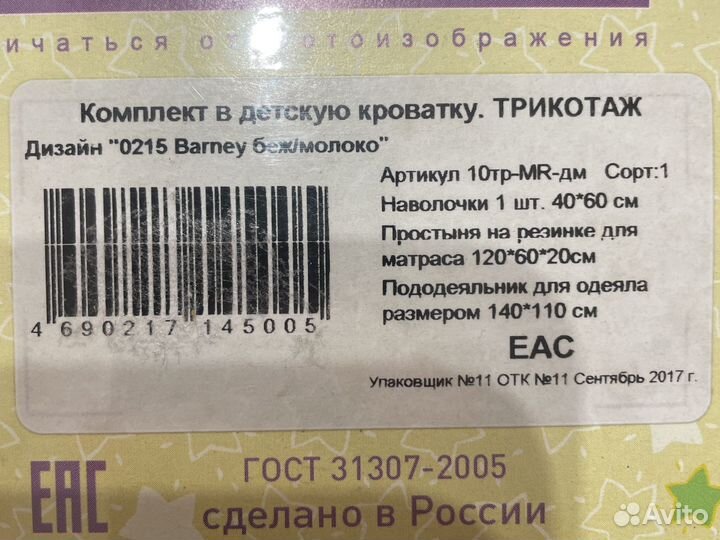 ичаться от фотоизображения
Комплект в детскую кроватку. ТРИКОТАЖ
Дизайн "0215 Barney беж/молоко"
Артикул 10тр-MR-дм Сорт:1
Наволочки 1 шт. 40*60 см
Простыня на резинке для
матраса 120*60*20см
Пододеяльник для одеяла
размером 140*110 см
4 690217 145005
ЕАС
Упаковщик №11 ОТК №11 Сентябрь 2017 г.
ЕАС
ГОСТ 31307-2005
сделано в России
Avito